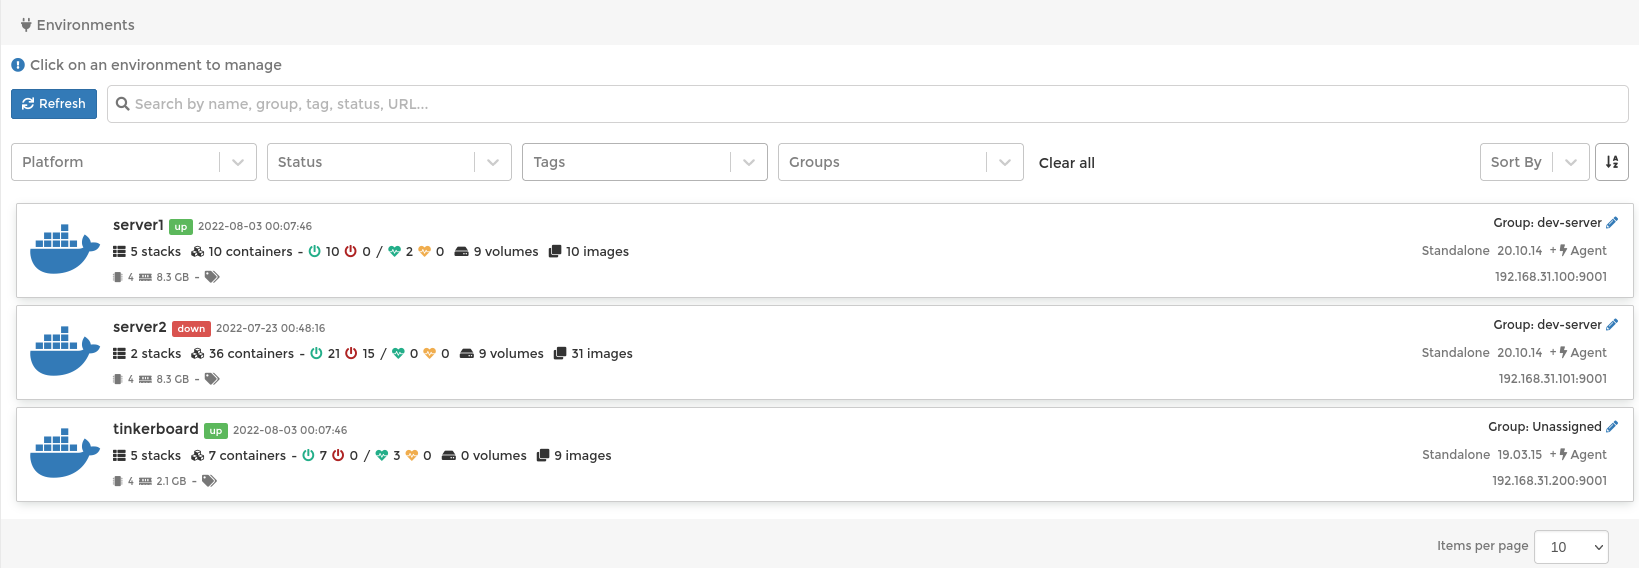 Environments
Click on an environment to manage
Refresh Search by name, group, tag, status, URL...
Platform Status Tags Groups Clear all Sort By
server1 up 2022-08-03 00:07:46 Group: dev-server
5 stacks 10 containers - 10 0 / 2 0 9 volumes 10 images Standalone 20.10.14 + Agent
4 8.3 GB - 192.168.31.100:9001
server2 down 2022-07-23 00:48:16 Group: dev-server
2 stacks 36 containers - 21 15 / 0 0 9 volumes 31 images Standalone 20.10.14 + Agent
4 8.3 GB - 192.168.31.101:9001
tinkerboard up 2022-08-03 00:07:46 Group: Unassigned
5 stacks 7 containers - 7 0 / 3 0 0 volumes 9 images Standalone 19.03.15 + Agent
4 2.1 GB - 192.168.31.200:9001
Items per page 10